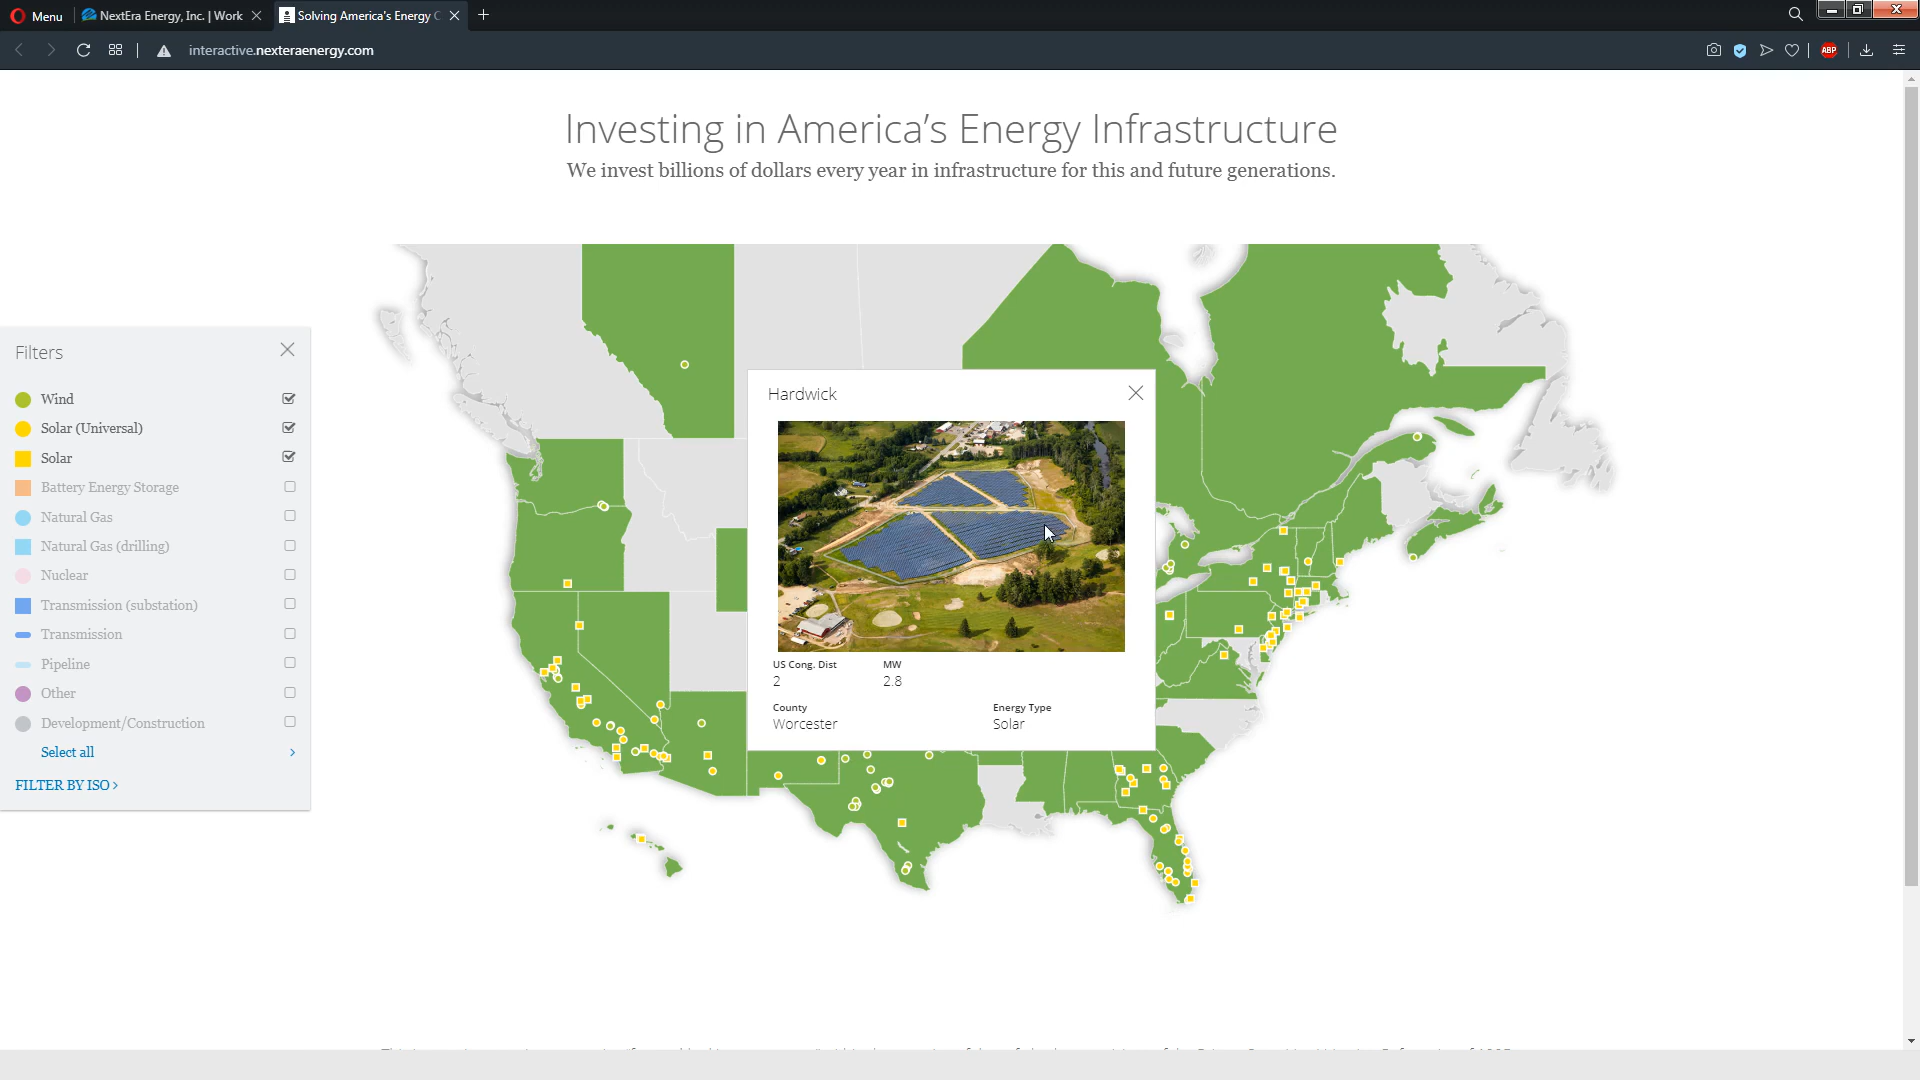 Menu
NextEra Energy, Inc. | Work
Solving America's Energy C
interactive.nexteraenergy.com
ABP
Investing in America’s Energy Infrastructure
We invest billions of dollars every year in infrastructure for this and future generations.
Filters
Wind
Solar (Universal)
Solar
Battery Energy Storage
Natural Gas
Natural Gas (drilling)
Nuclear
Transmission (substation)
Transmission
Pipeline
Other
Development/Construction
Select all
FILTER BY ISO >
Hardwick
US Cong. Dist
MW
2
2.8
County
Energy Type
Worcester
Solar